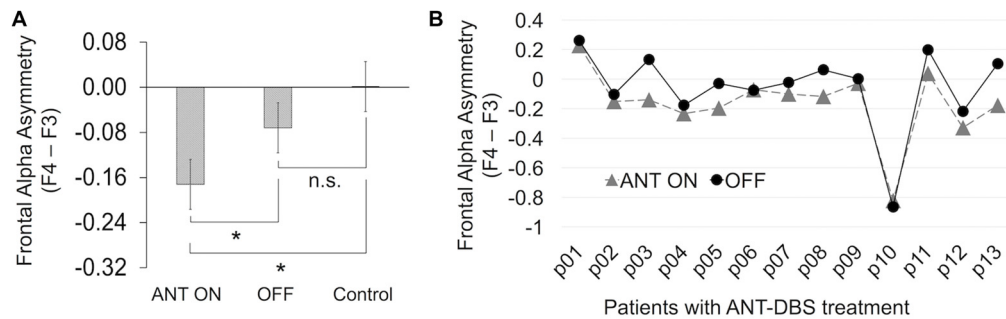 A
Frontal Alpha Asymmetry
(F4 – F3)
0.08
0.00
-0.08
-0.16
-0.24
-0.32
n.s.
*
*
ANT ON OFF Control
B
Frontal Alpha Asymmetry
(F4 – F3)
0.4
0.2
0
-0.2
-0.4
-0.6
-0.8
-1
ANT ON OFF
p01 p02 p03 p04 p05 p06 p07 p08 p09 p10 p11 p12 p13
Patients with ANT-DBS treatment